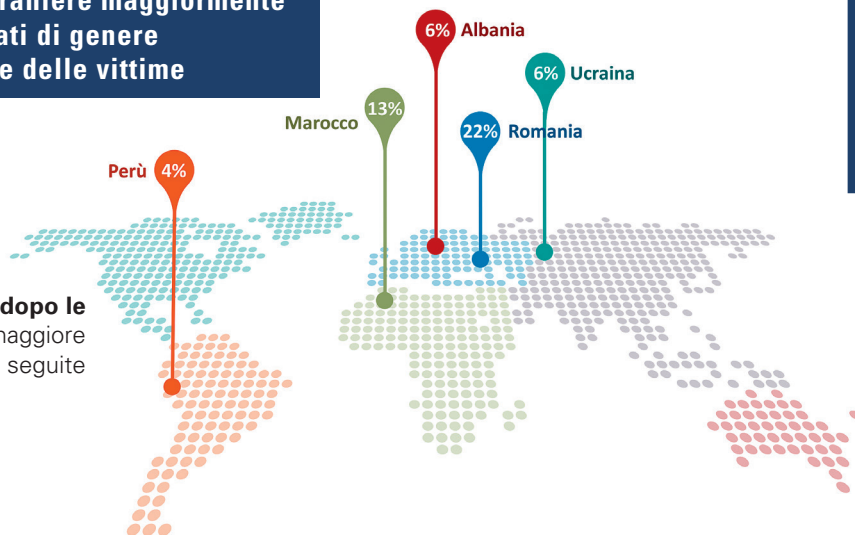 raniere maggiormente
ati di genere
e delle vittime
6% Albania
6% Ucraina
13%
Marocco
22% Romania
Perù 4%
dopo le
maggiore
seguite